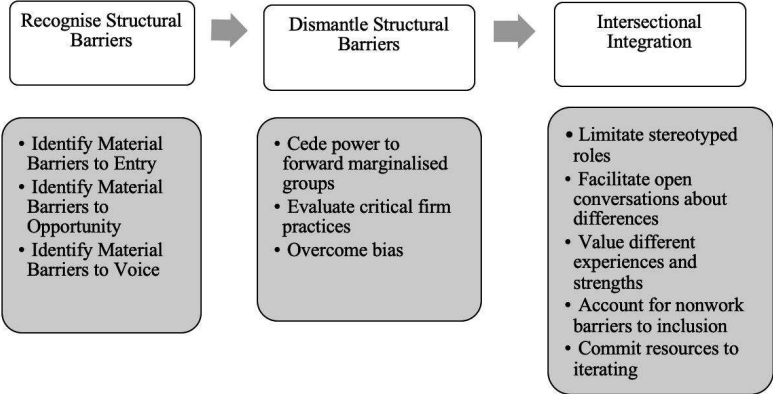 Recognise Structural
Barriers
Dismantle Structural
Barriers
Intersectional
Integration
• Identify Material
Barriers to Entry
• Identify Material
Barriers to
Opportunity
• Identify Material
Barriers to Voice
• Cede power to
forward marginalised
groups
• Evaluate critical firm
practices
• Overcome bias
• Limitate stereotyped
roles
• Facilitate open
conversations about
differences
• Value different
experiences and
strengths
• Account for nonwork
barriers to inclusion
• Commit resources to
iterating